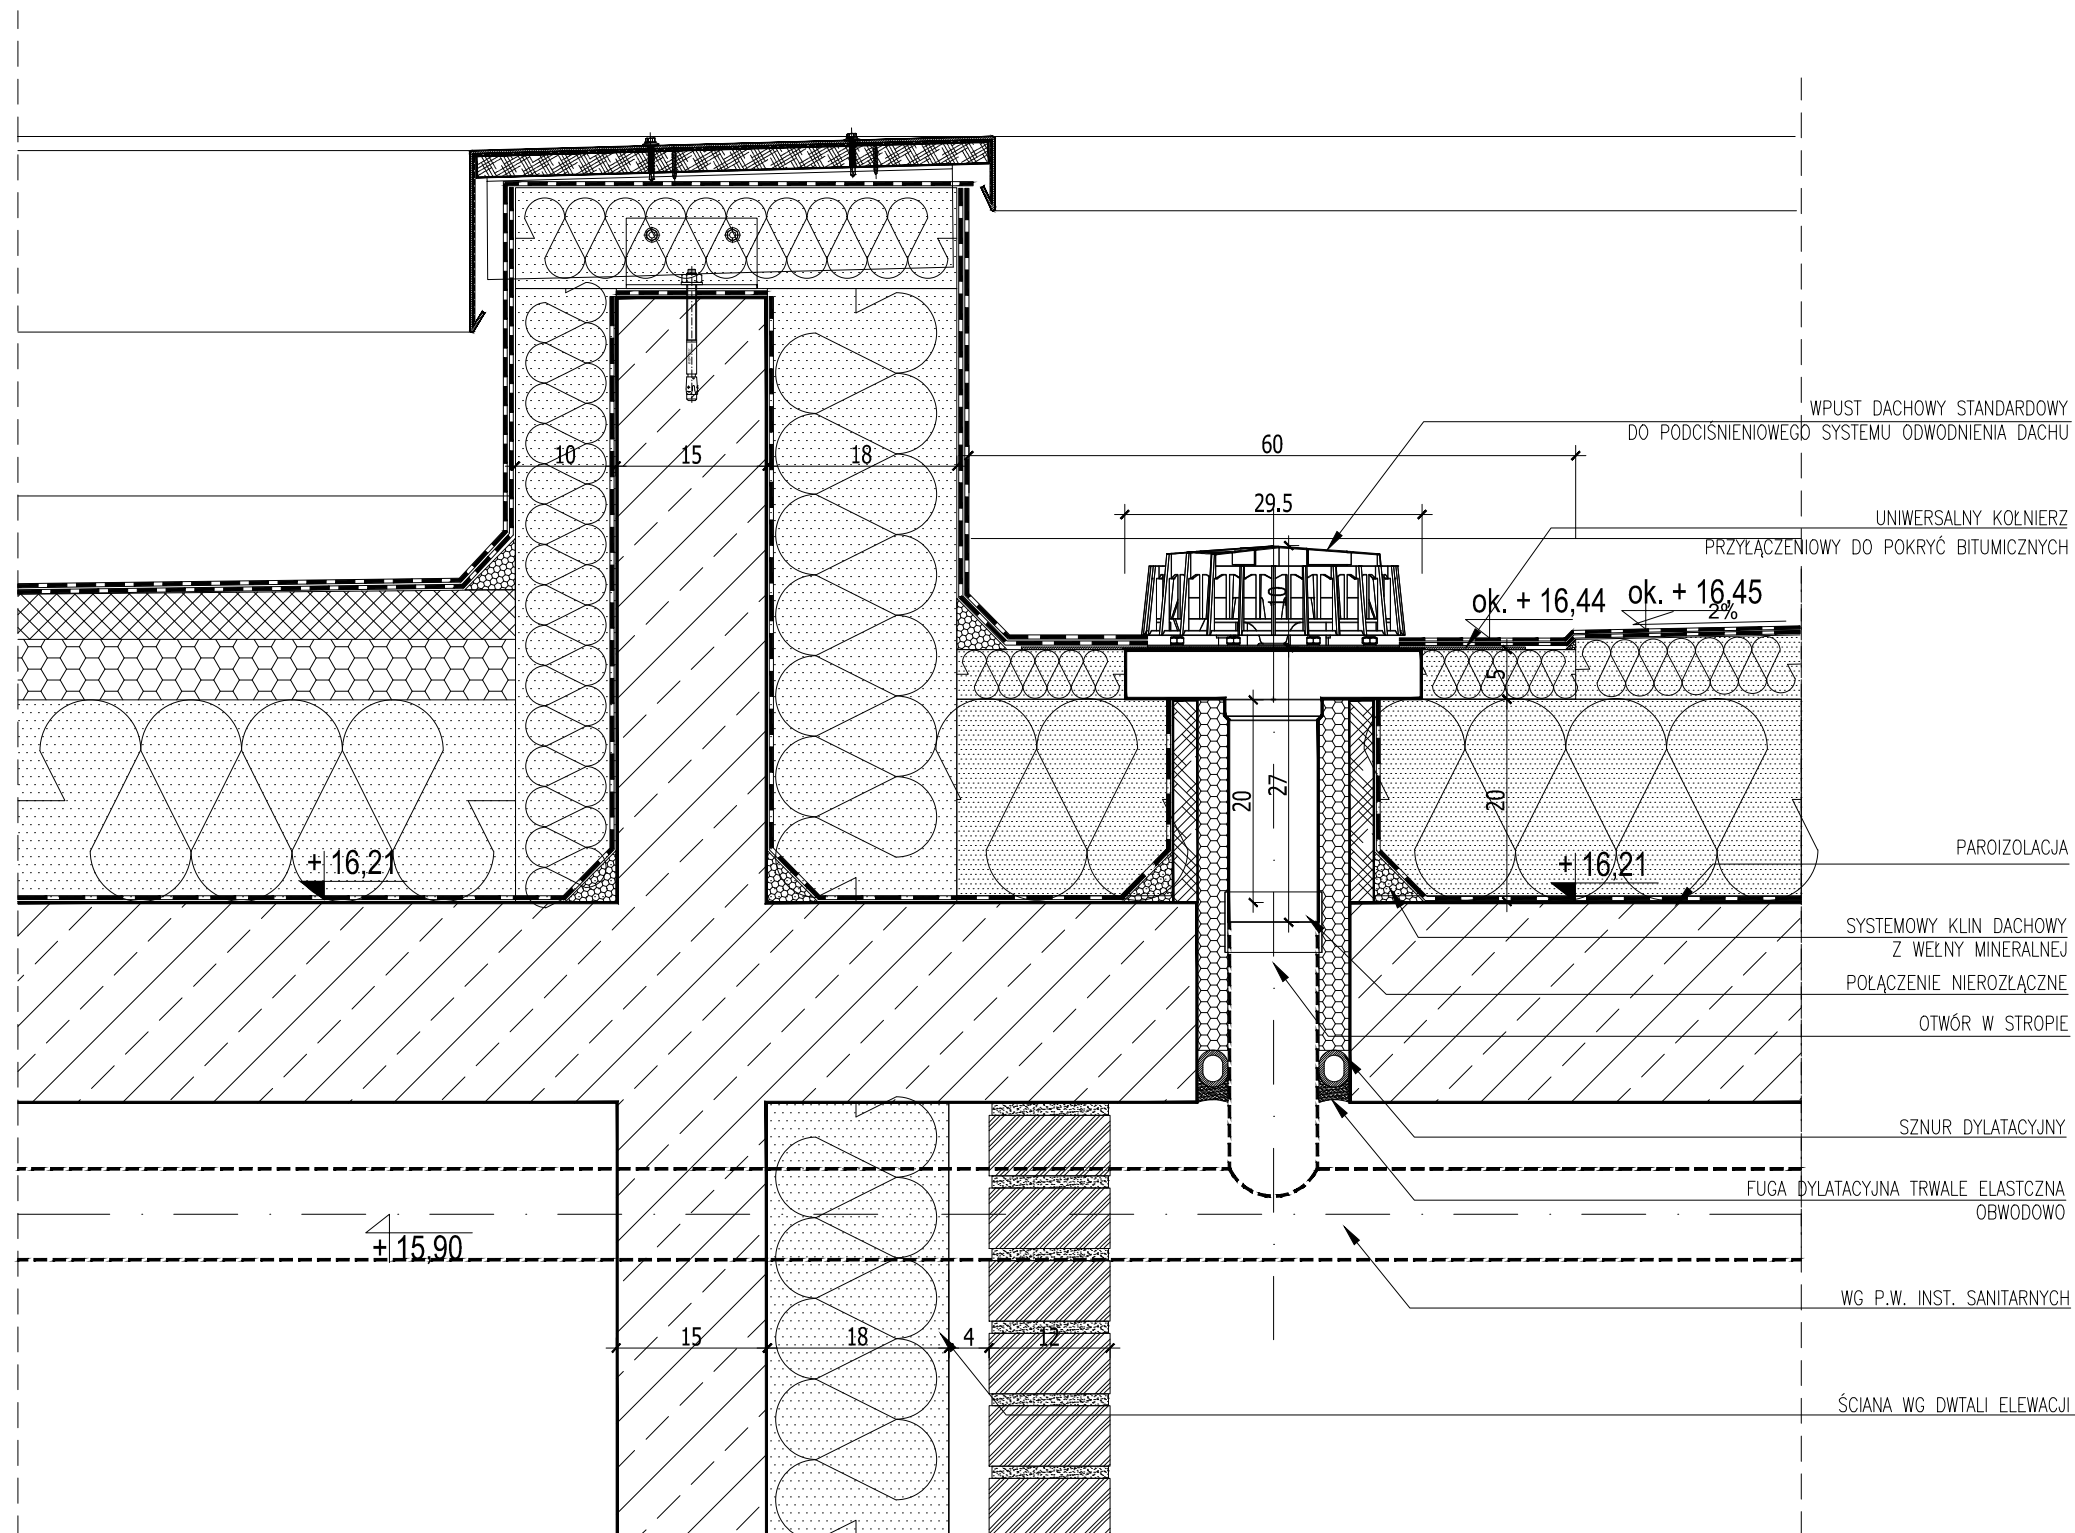 WPUST DACHOWY STANDARDOWY
DO PODCIŚNIENIOWEGO SYSTEMU ODWODNIENIA DACHU
10
15
18
60
29.5
UNIWERSALNY KOŁNIERZ
PRZYŁĄCZENIOWY DO POKRYĆ BITUMICZNYCH
10
ok. + 16,44
ok. + 16,45
2%
5
20
27
20
+ 16,21
+ 16,21
PAROIZOLACJA
SYSTEMOWY KLIN DACHOWY
Z WEŁNY MINERALNEJ
POŁĄCZENIE NIEROZŁĄCZNE
OTWÓR W STROPIE
SZNUR DYLATACYJNY
FUGA DYLATACYJNA TRWALE ELASTCZNA
OBWODOWO
± 15,90
WG P.W. INST. SANITARNYCH
15
18
4
12
ŚCIANA WG DWTALI ELEWACJI